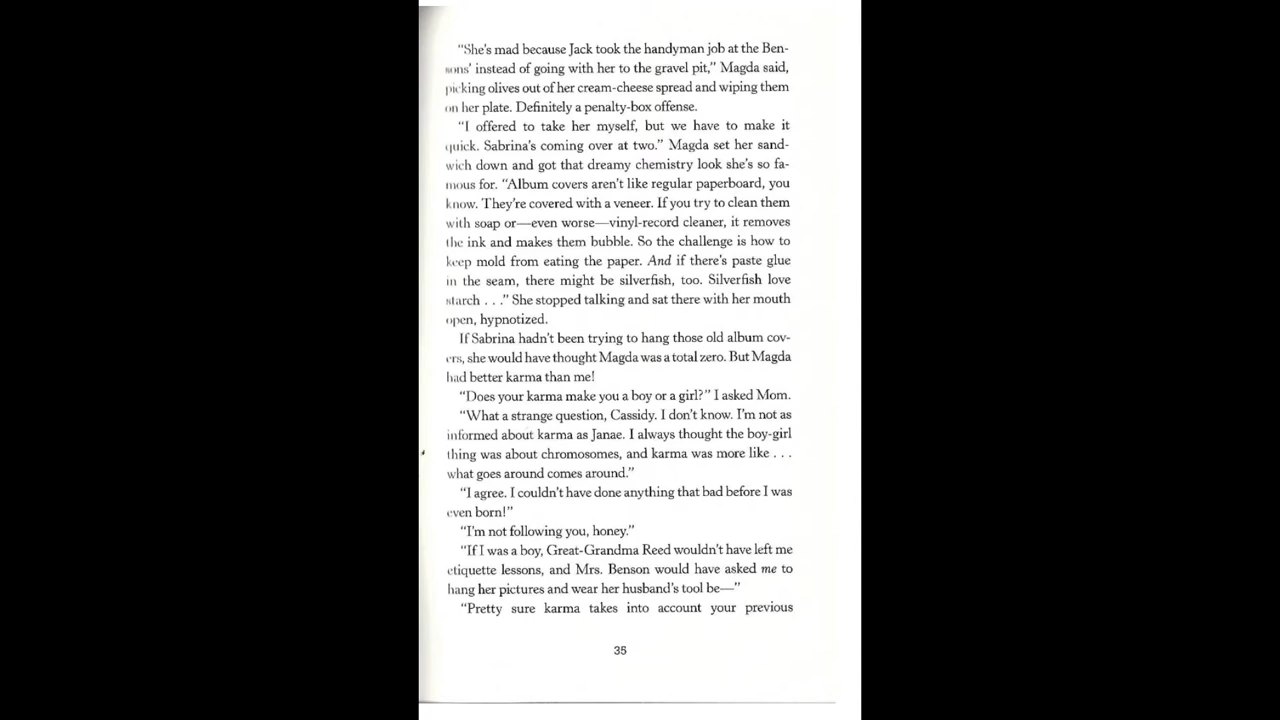 “She’s mad because Jack took the handyman job at the Ben-
sons’ instead of going with her to the gravel pit,” Magda said,
picking olives out of her cream-cheese spread and wiping them
on her plate. Definitely a penalty-box offense.
“I offered to take her myself, but we have to make it
quick. Sabrina’s coming over at two.” Magda set her sand-
wich down and got that dreamy chemistry look she’s so fa-
mous for. “Album covers aren’t like regular paperboard, you
know. They’re covered with a veneer. If you try to clean them
with soap or—even worse—vinyl-record cleaner, it removes
the ink and makes them bubble. So the challenge is how to
keep mold from eating the paper. And if there’s paste glue
in the seam, there might be silverfish, too. Silverfish love
starch . . .” She stopped talking and sat there with her mouth
open, hypnotized.
If Sabrina hadn’t been trying to hang those old album cov-
ers, she would have thought Magda was a total zero. But Magda
had better karma than me!
“Does your karma make you a boy or a girl?” I asked Mom.
“What a strange question, Cassidy. I don’t know. I’m not as
informed about karma as Janae. I always thought the boy-girl
thing was about chromosomes, and karma was more like . . .
what goes around comes around.”
“I agree. I couldn’t have done anything that bad before I was
even born!”
“I’m not following you, honey.”
“If I was a boy, Great-Grandma Reed wouldn’t have left me
etiquette lessons, and Mrs. Benson would have asked me to
hang her pictures and wear her husband’s tool be—”
“Pretty sure karma takes into account your previous
35